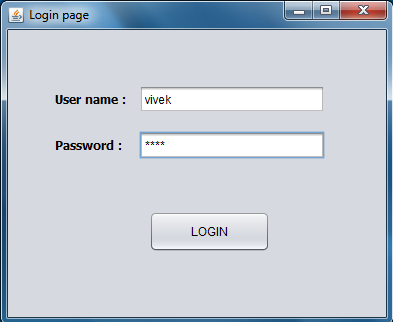 Login page
User name : vivek
Password : ****
LOGIN